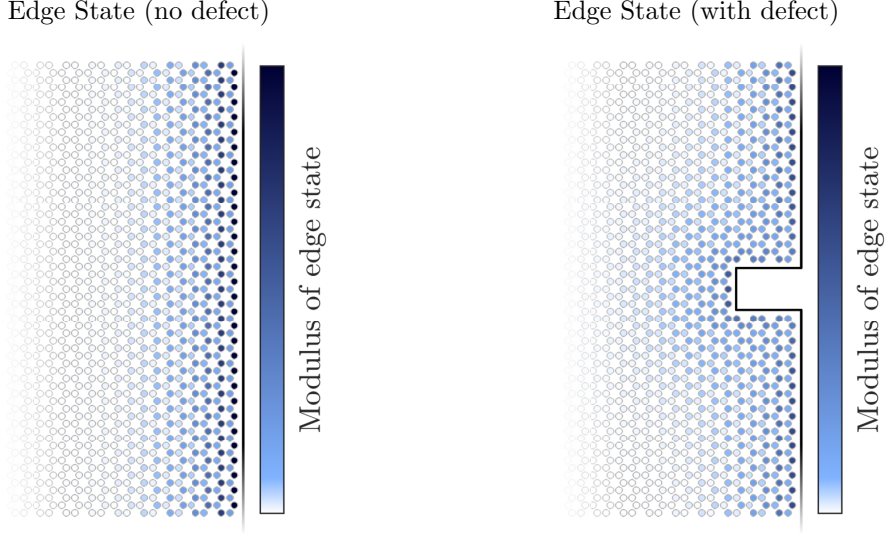 Edge State (no defect)
Edge State (with defect)
Modulus of edge state
Modulus of edge state